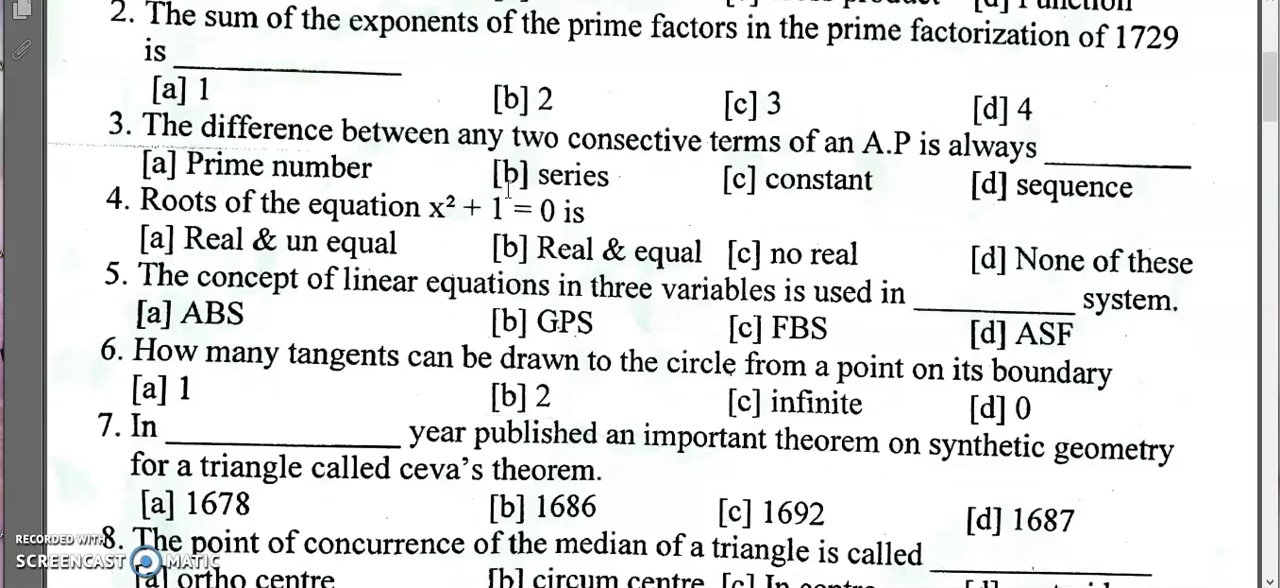 [d] Function
2. The sum of the exponents of the prime factors in the prime factorization of 1729
is ____________
[a] 1 [b] 2 [c] 3 [d] 4
3. The difference between any two consective terms of an A.P is always ____________
[a] Prime number [b] series [c] constant [d] sequence
4. Roots of the equation x² + 1 = 0 is
[a] Real & un equal [b] Real & equal [c] no real [d] None of these
5. The concept of linear equations in three variables is used in ____________ system.
[a] ABS [b] GPS [c] FBS [d] ASF
6. How many tangents can be drawn to the circle from a point on its boundary
[a] 1 [b] 2 [c] infinite [d] 0
7. In ____________ year published an important theorem on synthetic geometry
for a triangle called ceva's theorem.
[a] 1678 [b] 1686 [c] 1692 [d] 1687
8. The point of concurrence of the median of a triangle is called ____________
[a] ortho centre [b] circum centre [c] In centre
RECORDED WITH
SCREENCAST MATIC